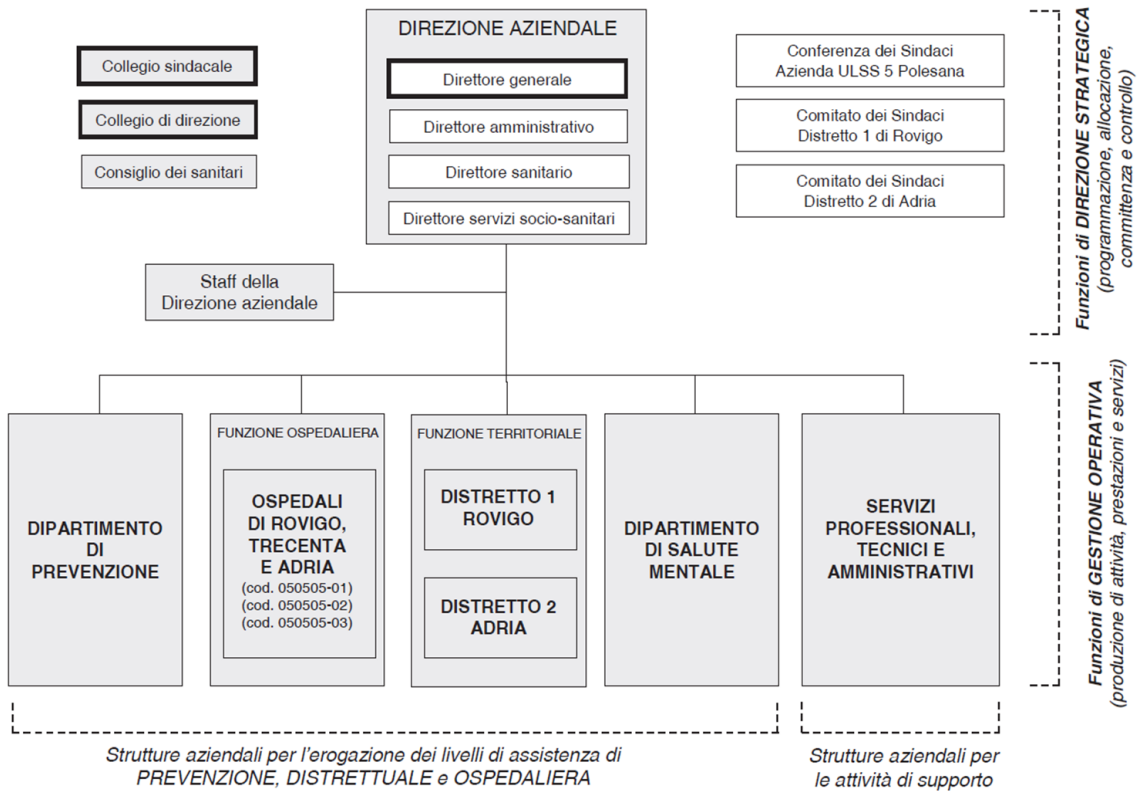 DIREZIONE AZIENDALE
Direttore generale
Direttore amministrativo
Direttore sanitario
Direttore servizi socio-sanitari
Collegio sindacale
Collegio di direzione
Consiglio dei sanitari
Conferenza dei Sindaci
Azienda ULSS 5 Polesana
Comitato dei Sindaci
Distretto 1 di Rovigo
Comitato dei Sindaci
Distretto 2 di Adria
Funzioni di DIREZIONE STRATEGICA
(programmazione, allocazione,
committenza e controllo)
Staff della
Direzione aziendale
DIPARTIMENTO
DI
PREVENZIONE
FUNZIONE OSPEDALIERA
OSPEDALI
DI ROVIGO,
TRECENTA
E ADRIA
(cod. 050505-01)
(cod. 050505-02)
(cod. 050505-03)
FUNZIONE TERRITORIALE
DISTRETTO 1
ROVIGO
DISTRETTO 2
ADRIA
DIPARTIMENTO
DI SALUTE
MENTALE
SERVIZI
PROFESSIONALI,
TECNICI E
AMMINISTRATIVI
Funzioni di GESTIONE OPERATIVA
(produzione di attività, prestazioni e servizi)
Strutture aziendali per l'erogazione dei livelli di assistenza di
PREVENZIONE, DISTRETTUALE e OSPEDALIERA
Strutture aziendali per
le attività di supporto